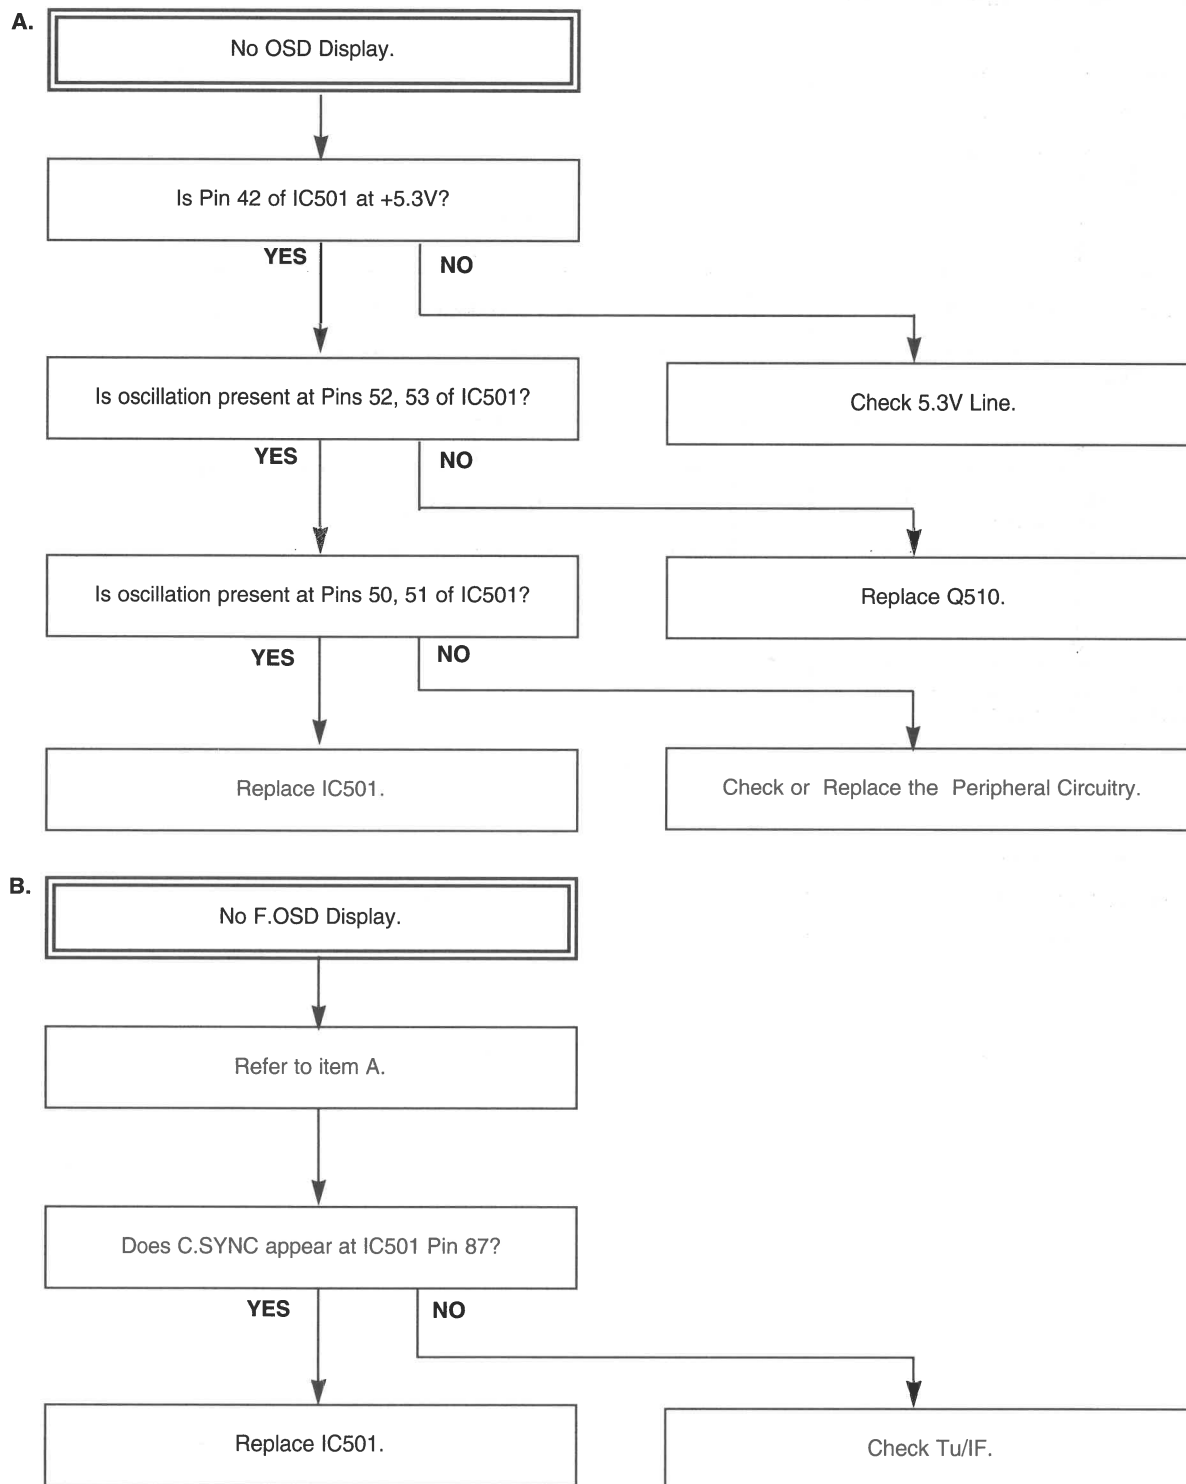 A.
No OSD Display.
Is Pin 42 of IC501 at +5.3V?
YES
NO
Is oscillation present at Pins 52, 53 of IC501?
Check 5.3V Line.
YES
NO
Is oscillation present at Pins 50, 51 of IC501?
Replace Q510.
YES
NO
Replace IC501.
Check or Replace the Peripheral Circuitry.
B.
No F.OSD Display.
Refer to item A.
Does C.SYNC appear at IC501 Pin 87?
YES
NO
Replace IC501.
Check Tu/IF.